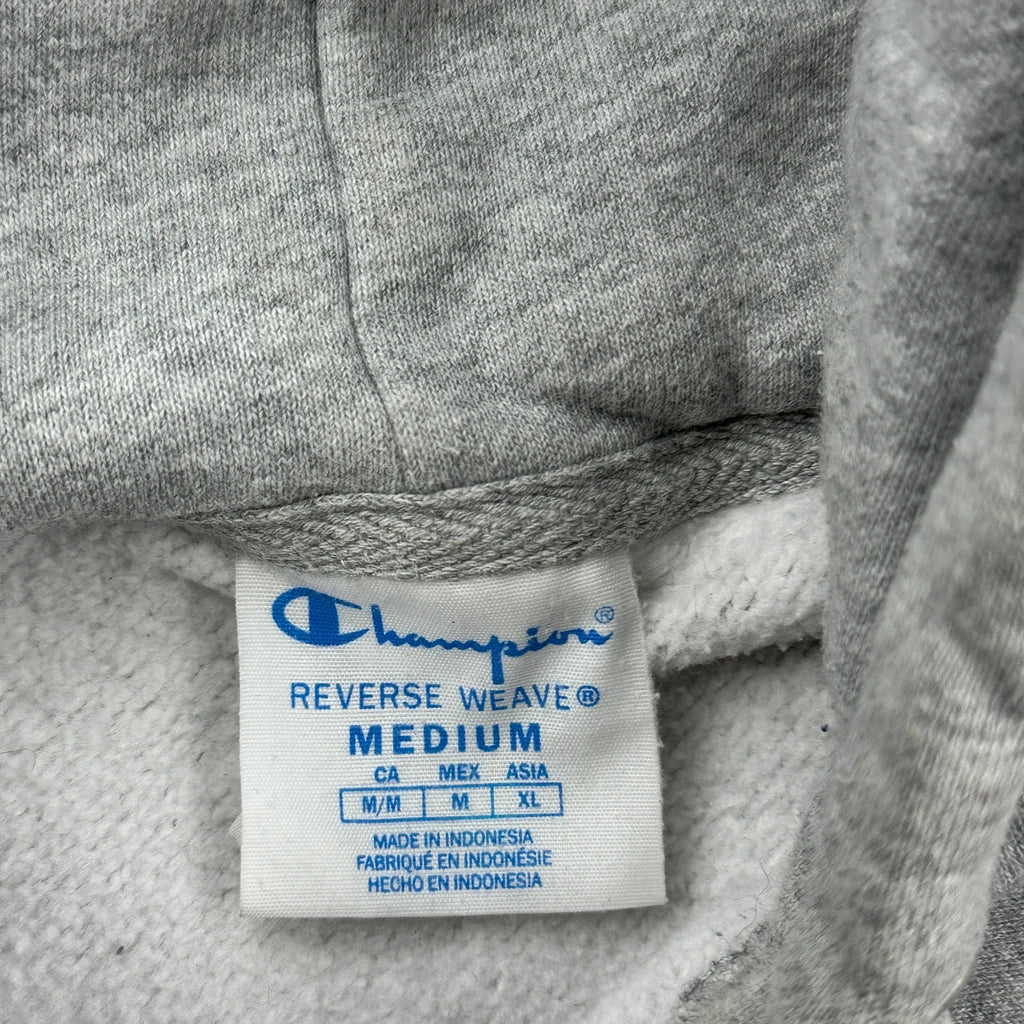 Champion®
REVERSE WEAVE®
MEDIUM
CA MEX ASIA
M/M M XL
MADE IN INDONESIA
FABRIQUÉ EN INDONÉSIE
HECHO EN INDONESIA